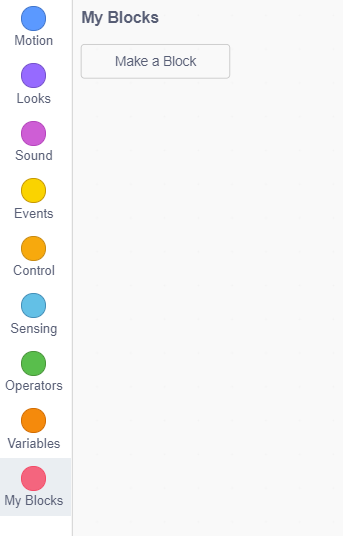 Motion
Looks
Sound
Events
Control
Sensing
Operators
Variables
My Blocks
My Blocks
Make a Block